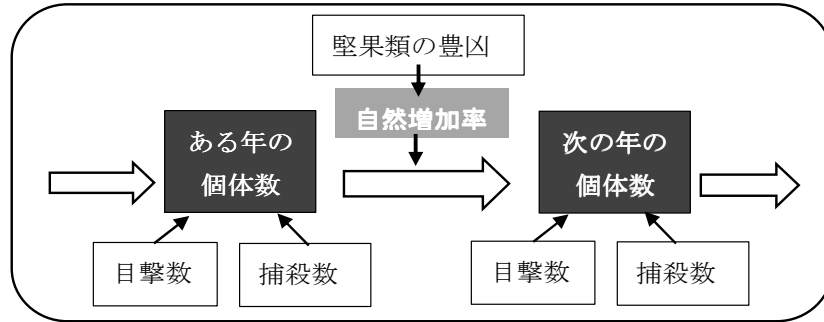 堅果類の豊凶
自然増加率
ある年の
個体数
次の年の
個体数
目撃数
捕殺数
目撃数
捕殺数